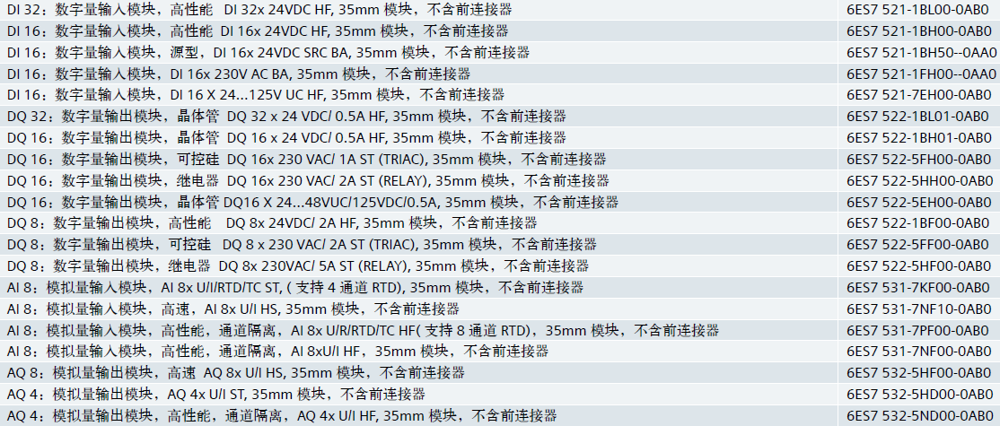 DI 32：数字量输入模块，高性能 DI 32x 24VDC HF, 35mm 模块，不含前连接器 6ES7 521-1BL00-0AB0
DI 16：数字量输入模块，高性能 DI 16x 24VDC HF, 35mm 模块，不含前连接器 6ES7 521-1BH00-0AB0
DI 16：数字量输入模块，源型，DI 16x 24VDC SRC BA, 35mm 模块，不含前连接器 6ES7 521-1BH50--0AA0
DI 16：数字量输入模块，DI 16x 230V AC BA, 35mm 模块，不含前连接器 6ES7 521-1FH00--0AA0
DI 16：数字量输入模块，DI 16 X 24...125V UC HF, 35mm 模块，不含前连接器 6ES7 521-7EH00-0AB0
DQ 32：数字量输出模块，晶体管 DQ 32 x 24 VDC/ 0.5A HF, 35mm 模块，不含前连接器 6ES7 522-1BL01-0AB0
DQ 16：数字量输出模块，晶体管 DQ 16 x 24 VDC/ 0.5A HF, 35mm 模块，不含前连接器 6ES7 522-1BH01-0AB0
DQ 16：数字量输出模块，可控硅 DQ 16x 230 VAC/ 1A ST (TRIAC), 35mm 模块，不含前连接器 6ES7 522-5FH00-0AB0
DQ 16：数字量输出模块，继电器 DQ 16x 230 VAC/ 2A ST (RELAY), 35mm 模块，不含前连接器 6ES7 522-5HH00-0AB0
DQ 16：数字量输出模块，晶体管 DQ16 X 24...48VUC/125VDC/0.5A, 35mm 模块，不含前连接器 6ES7 522-5EH00-0AB0
DQ 8：数字量输出模块，高性能 DQ 8x 24VDC/ 2A HF, 35mm 模块，不含前连接器 6ES7 522-1BF00-0AB0
DQ 8：数字量输出模块，可控硅 DQ 8 x 230 VAC/ 2A ST (TRIAC), 35mm 模块，不含前连接器 6ES7 522-5FF00-0AB0
DQ 8：数字量输出模块，继电器 DQ 8x 230VAC/ 5A ST (RELAY), 35mm 模块，不含前连接器 6ES7 522-5HF00-0AB0
AI 8：模拟量输入模块，AI 8x U/I/RTD/TC ST, ( 支持 4 通道 RTD), 35mm 模块，不含前连接器 6ES7 531-7KF00-0AB0
AI 8：模拟量输入模块，高速，AI 8x U/I HS, 35mm 模块，不含前连接器 6ES7 531-7NF10-0AB0
AI 8：模拟量输入模块，高性能，通道隔离，AI 8x U/R/RTD/TC HF( 支持 8 通道 RTD)，35mm 模块，不含前连接器 6ES7 531-7PF00-0AB0
AI 8：模拟量输入模块，高性能，通道隔离，AI 8xU/I HF，35mm 模块，不含前连接器 6ES7 531-7NF00-0AB0
AQ 8：模拟量输出模块，高速 AQ 8x U/I HS, 35mm 模块，不含前连接器 6ES7 532-5HF00-0AB0
AQ 4：模拟量输出模块，AQ 4x U/I ST, 35mm 模块，不含前连接器 6ES7 532-5HD00-0AB0
AQ 4：模拟量输出模块，高性能，通道隔离，AQ 4x U/I HF, 35mm 模块，不含前连接器 6ES7 532-5ND00-0AB0